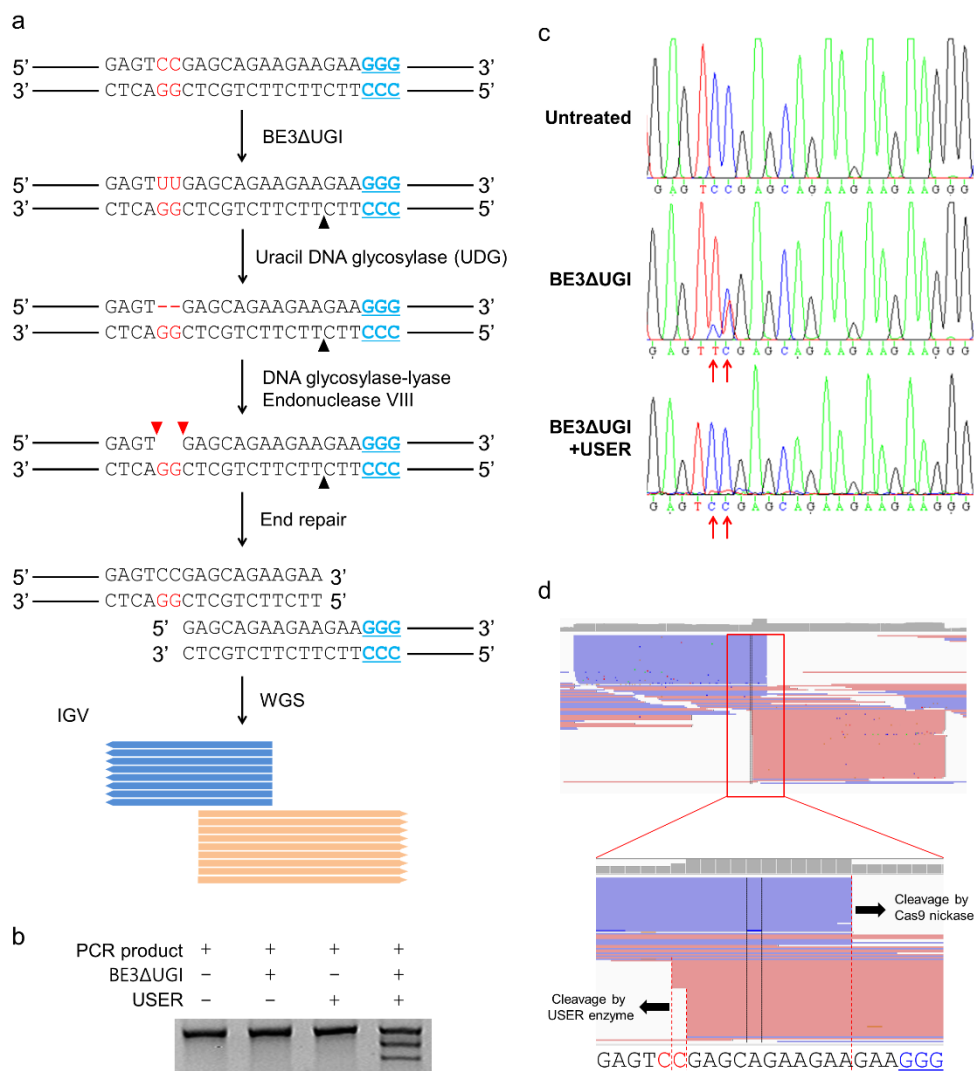 a
5’ GAGTCCGAGCAGAAGAAGAAGGG 3’
3’ CTCAGGCTCGTCTTCTTCTTCCC 5’
BE3ΔUGI
5’ GAGTUUGAGCAGAAGAAGAAGGG 3’
3’ CTCAGGCTCGTCTTCTTCTTCCC 5’
Uracil DNA glycosylase (UDG)
5’ GAGT--GAGCAGAAGAAGAAGGG 3’
3’ CTCAGGCTCGTCTTCTTCTTCCC 5’
DNA glycosylase-lyase
Endonuclease VIII
GAGT GAGCAGAAGAAGAAGGG
CTCAGGCTCGTCTTCTTCTTCCC
5’ 3’
3’ 5’
End repair
5’ GAGTCCGAGCAGAAGAA 3’
3’ CTCAGGCTCGTCTTCTT 5’
5’ GAGCAGAAGAAGAAGGG 3’
3’ CTCGTCTTCTTCTTCCC 5’
IGV
WGS
b
PCR product + + + +
BE3ΔUGI – + – +
USER – – + +
c
Untreated
GAGTCCGAGCAGAAGAAGAAGGG
BE3ΔUGI
GAGTTCGAGCAGAAGAAGAAGGG
BE3ΔUGI
+USER
GAGTCCGAGCAGAAGAAGAAGGG
d
Cleavage by
Cas9 nickase
Cleavage by
USER enzyme
GAGTCCGAGCAGAAGAAGAAGGG